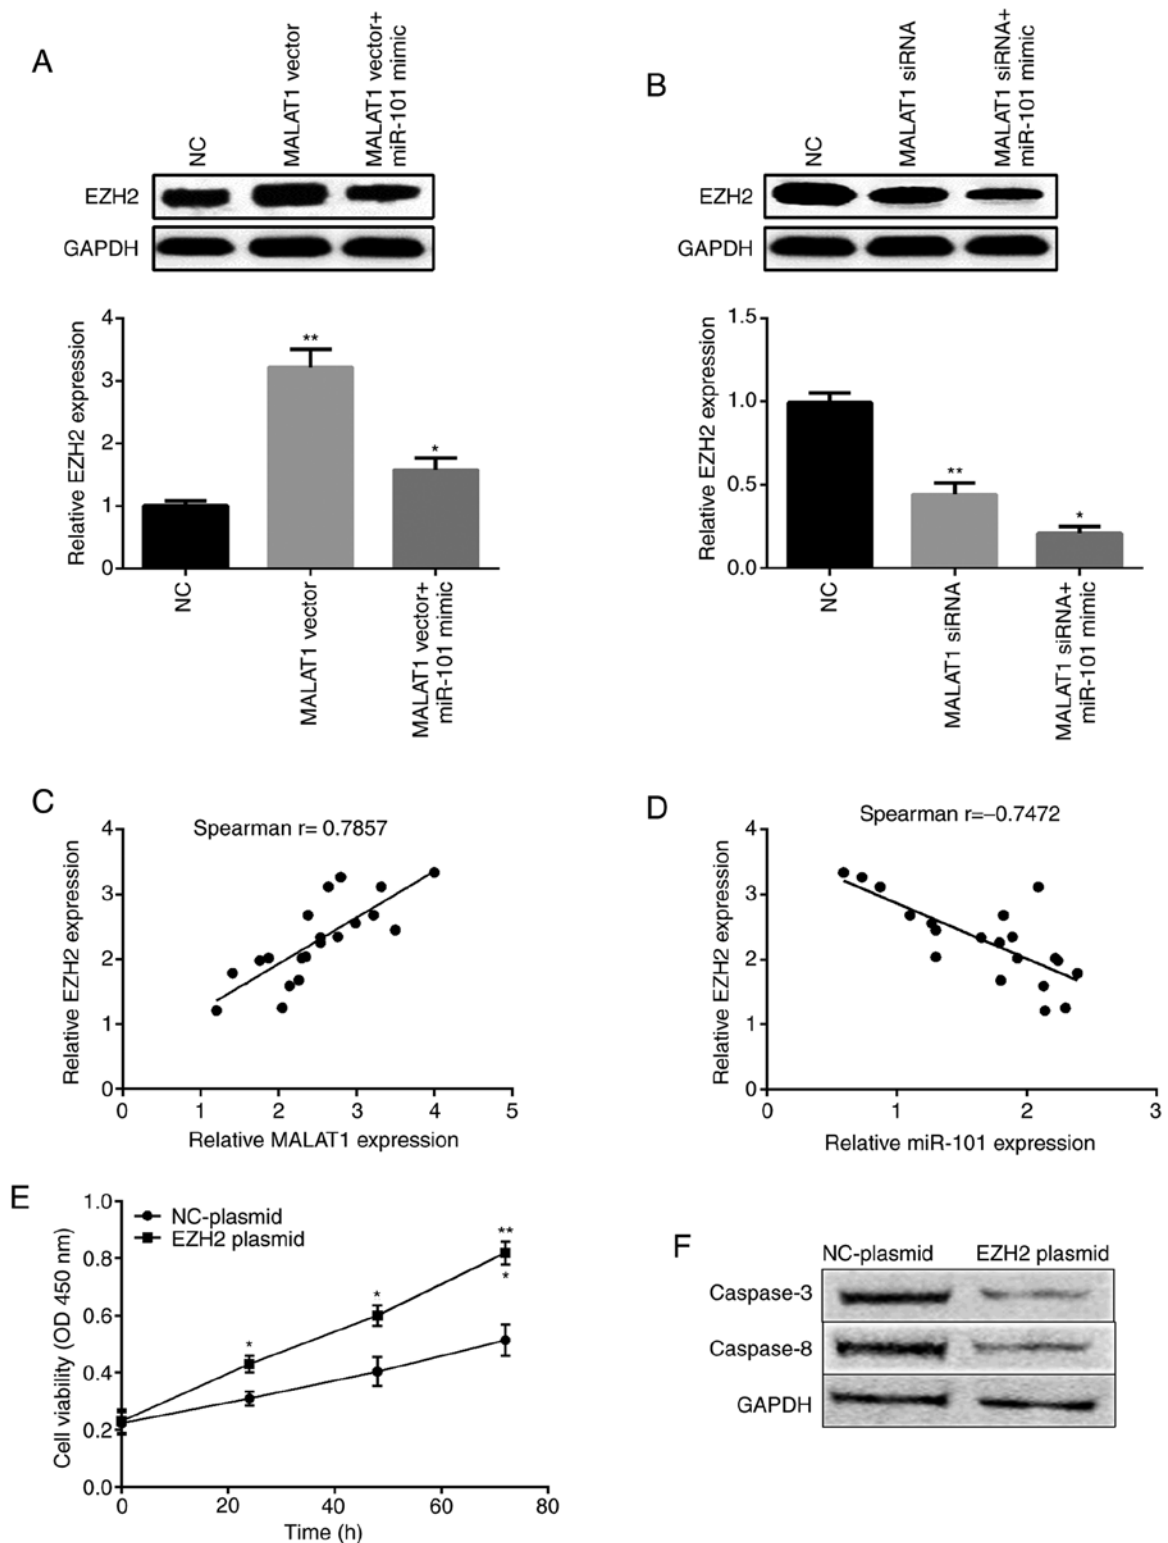 A
NC
MALAT1 vector
MALAT1 vector+
miR-101 mimic
EZH2
GAPDH
Relative EZH2 expression
4
3
2
1
0
**
*
NC
MALAT1 vector
MALAT1 vector+
miR-101 mimic
B
NC
MALAT1 siRNA
MALAT1 siRNA+
miR-101 mimic
EZH2
GAPDH
Relative EZH2 expression
1.5
1.0
0.5
0.0
**
*
NC
MALAT1 siRNA
MALAT1 siRNA+
miR-101 mimic
C
Spearman r= 0.7857
Relative EZH2 expression
4
3
2
1
0
0 1 2 3 4 5
Relative MALAT1 expression
D
Spearman r=−0.7472
Relative EZH2 expression
4
3
2
1
0
0 1 2 3
Relative miR-101 expression
E
NC-plasmid
EZH2 plasmid
Cell viability (OD 450 nm)
1.0
0.8
0.6
0.4
0.2
0.0
*
*
**
*
0 20 40 60 80
Time (h)
F
NC-plasmid EZH2 plasmid
Caspase-3
Caspase-8
GAPDH